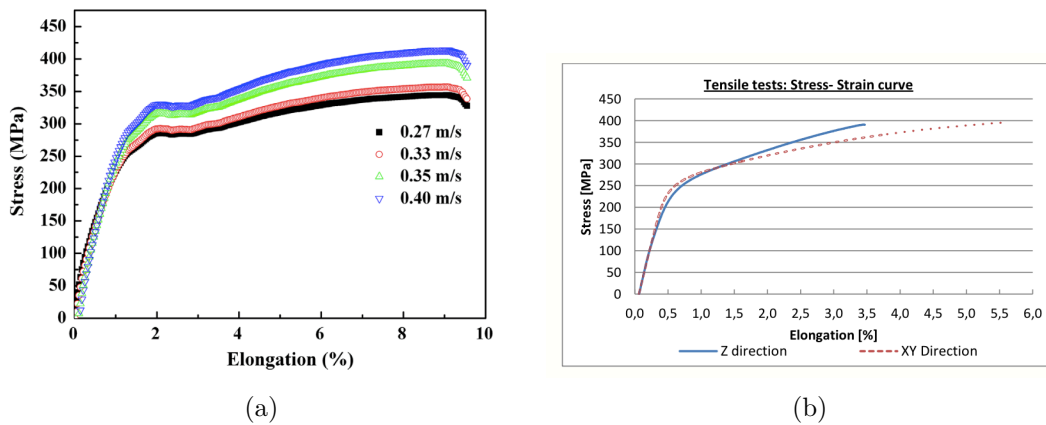 450
400
350
300
250
200
150
100
50
0
Stress (MPa)
0.27 m/s
0.33 m/s
0.35 m/s
0.40 m/s
0 2 4 6 8 10
Elongation (%)
(a)
Tensile tests: Stress- Strain curve
450
400
350
300
250
200
150
100
50
0
Stress [MPa]
0,0 0,5 1,0 1,5 2,0 2,5 3,0 3,5 4,0 4,5 5,0 5,5 6,0
Elongation [%]
Z direction XY Direction
(b)